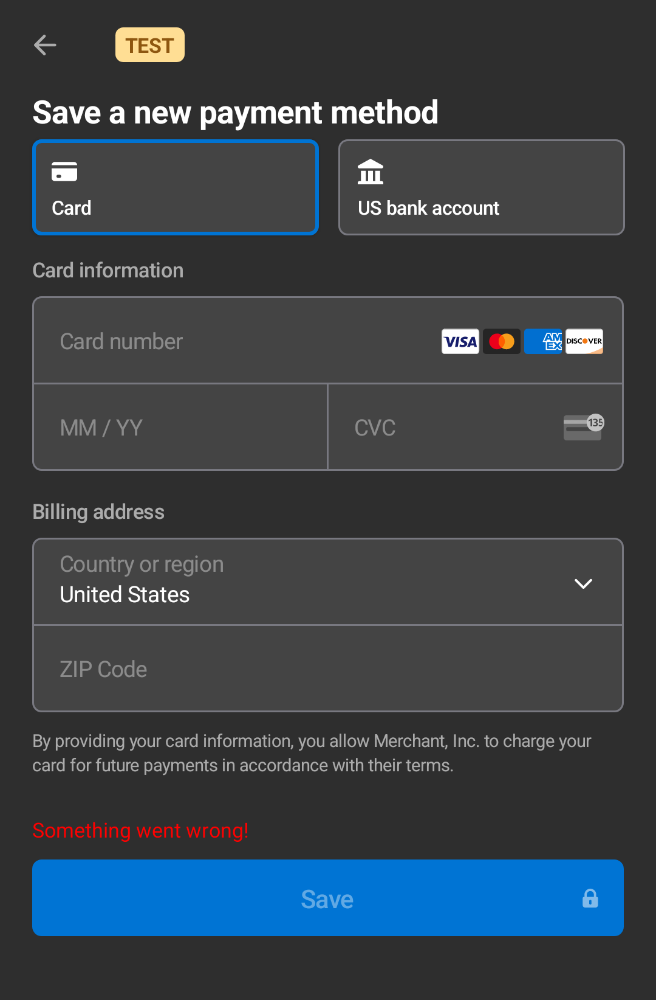 TEST
Save a new payment method
Card
US bank account
Card information
Card number
VISA
AM
EX
DISCOVER
MM / YY
CVC
135
Billing address
Country or region
United States
ZIP Code
By providing your card information, you allow Merchant, Inc. to charge your
card for future payments in accordance with their terms.
Something went wrong!
Save